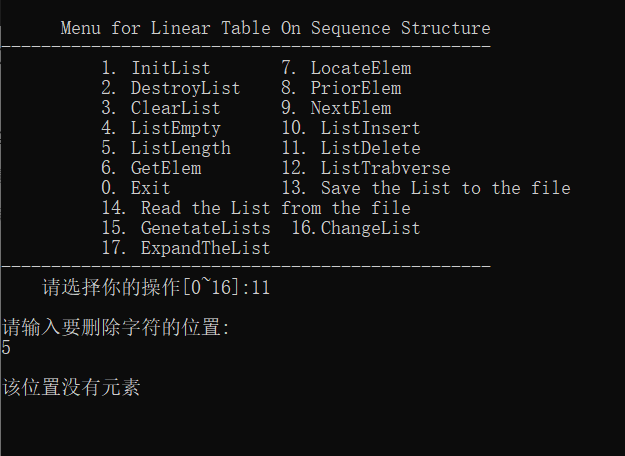 Menu for Linear Table On Sequence Structure
-------------------------------------------------
1. InitList 7. LocateElem
2. DestroyList 8. PriorElem
3. ClearList 9. NextElem
4. ListEmpty 10. ListInsert
5. ListLength 11. ListDelete
6. GetElem 12. ListTrabverse
0. Exit 13. Save the List to the file
14. Read the List from the file
15. GenetateLists 16.ChangeList
17. ExpandTheList
-------------------------------------------------
请选择你的操作[0~16]:11
请输入要删除字符的位置:
5
该位置没有元素